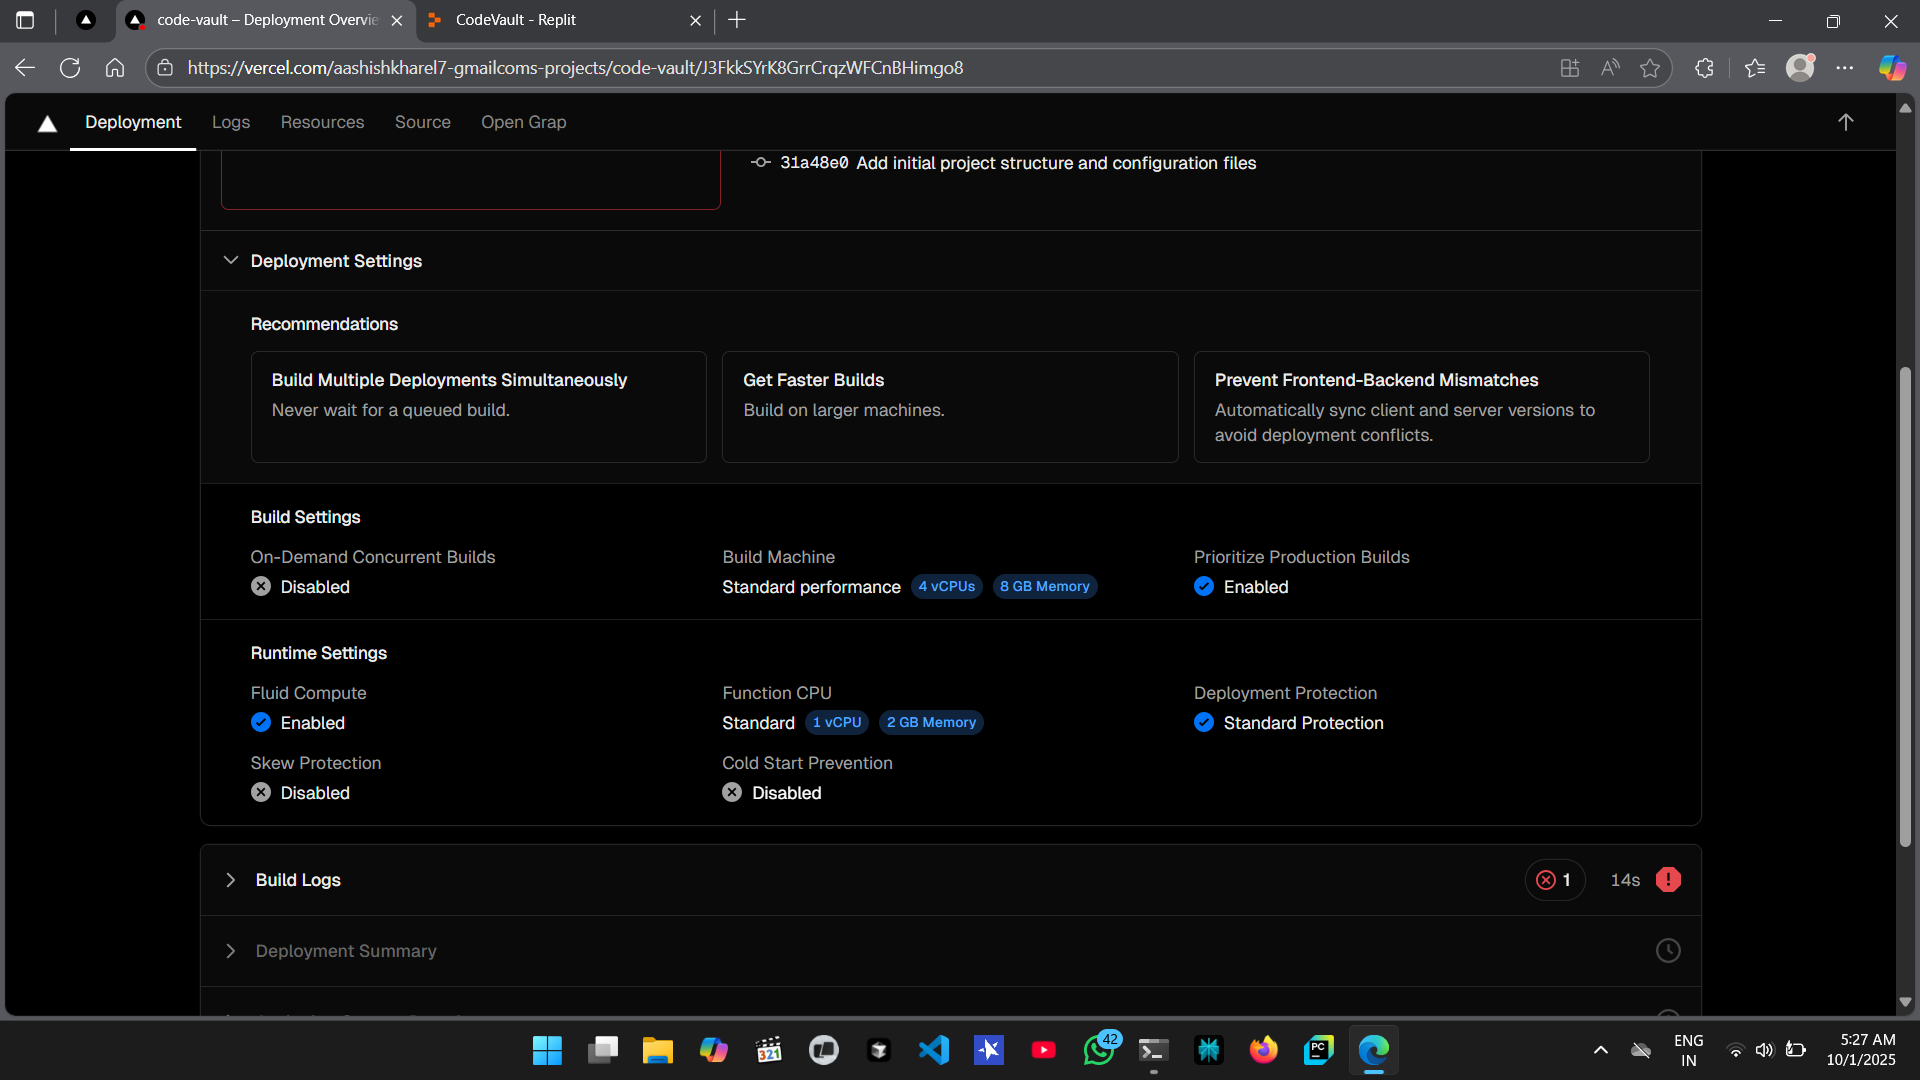 code-vault – Deployment Overvie
CodeVault - Replit
https://vercel.com/aashishkharel7-gmailcoms-projects/code-vault/J3FkkSYrK8GrrCrqzWFCnBHimgo8
Deployment Logs Resources Source Open Grap
31a48e0 Add initial project structure and configuration files
Deployment Settings
Recommendations
Build Multiple Deployments Simultaneously
Never wait for a queued build.
Get Faster Builds
Build on larger machines.
Prevent Frontend-Backend Mismatches
Automatically sync client and server versions to
avoid deployment conflicts.
Build Settings
On-Demand Concurrent Builds
Disabled
Build Machine
Standard performance 4 vCPUs 8 GB Memory
Prioritize Production Builds
Enabled
Runtime Settings
Fluid Compute
Enabled
Function CPU
Standard 1 vCPU 2 GB Memory
Deployment Protection
Standard Protection
Skew Protection
Disabled
Cold Start Prevention
Disabled
Build Logs 1 14s
Deployment Summary
321
42
PC
ENG
IN
5:27 AM
10/1/2025